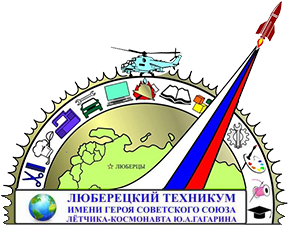 ☆ ЛЮБЕРЦЫ
ЛЮБЕРЕЦКИЙ ТЕХНИКУМ
ИМЕНИ ГЕРОЯ СОВЕТСКОГО СОЮЗА
ЛЁТЧИКА-КОСМОНАВТА Ю.А.ГАГАРИНА